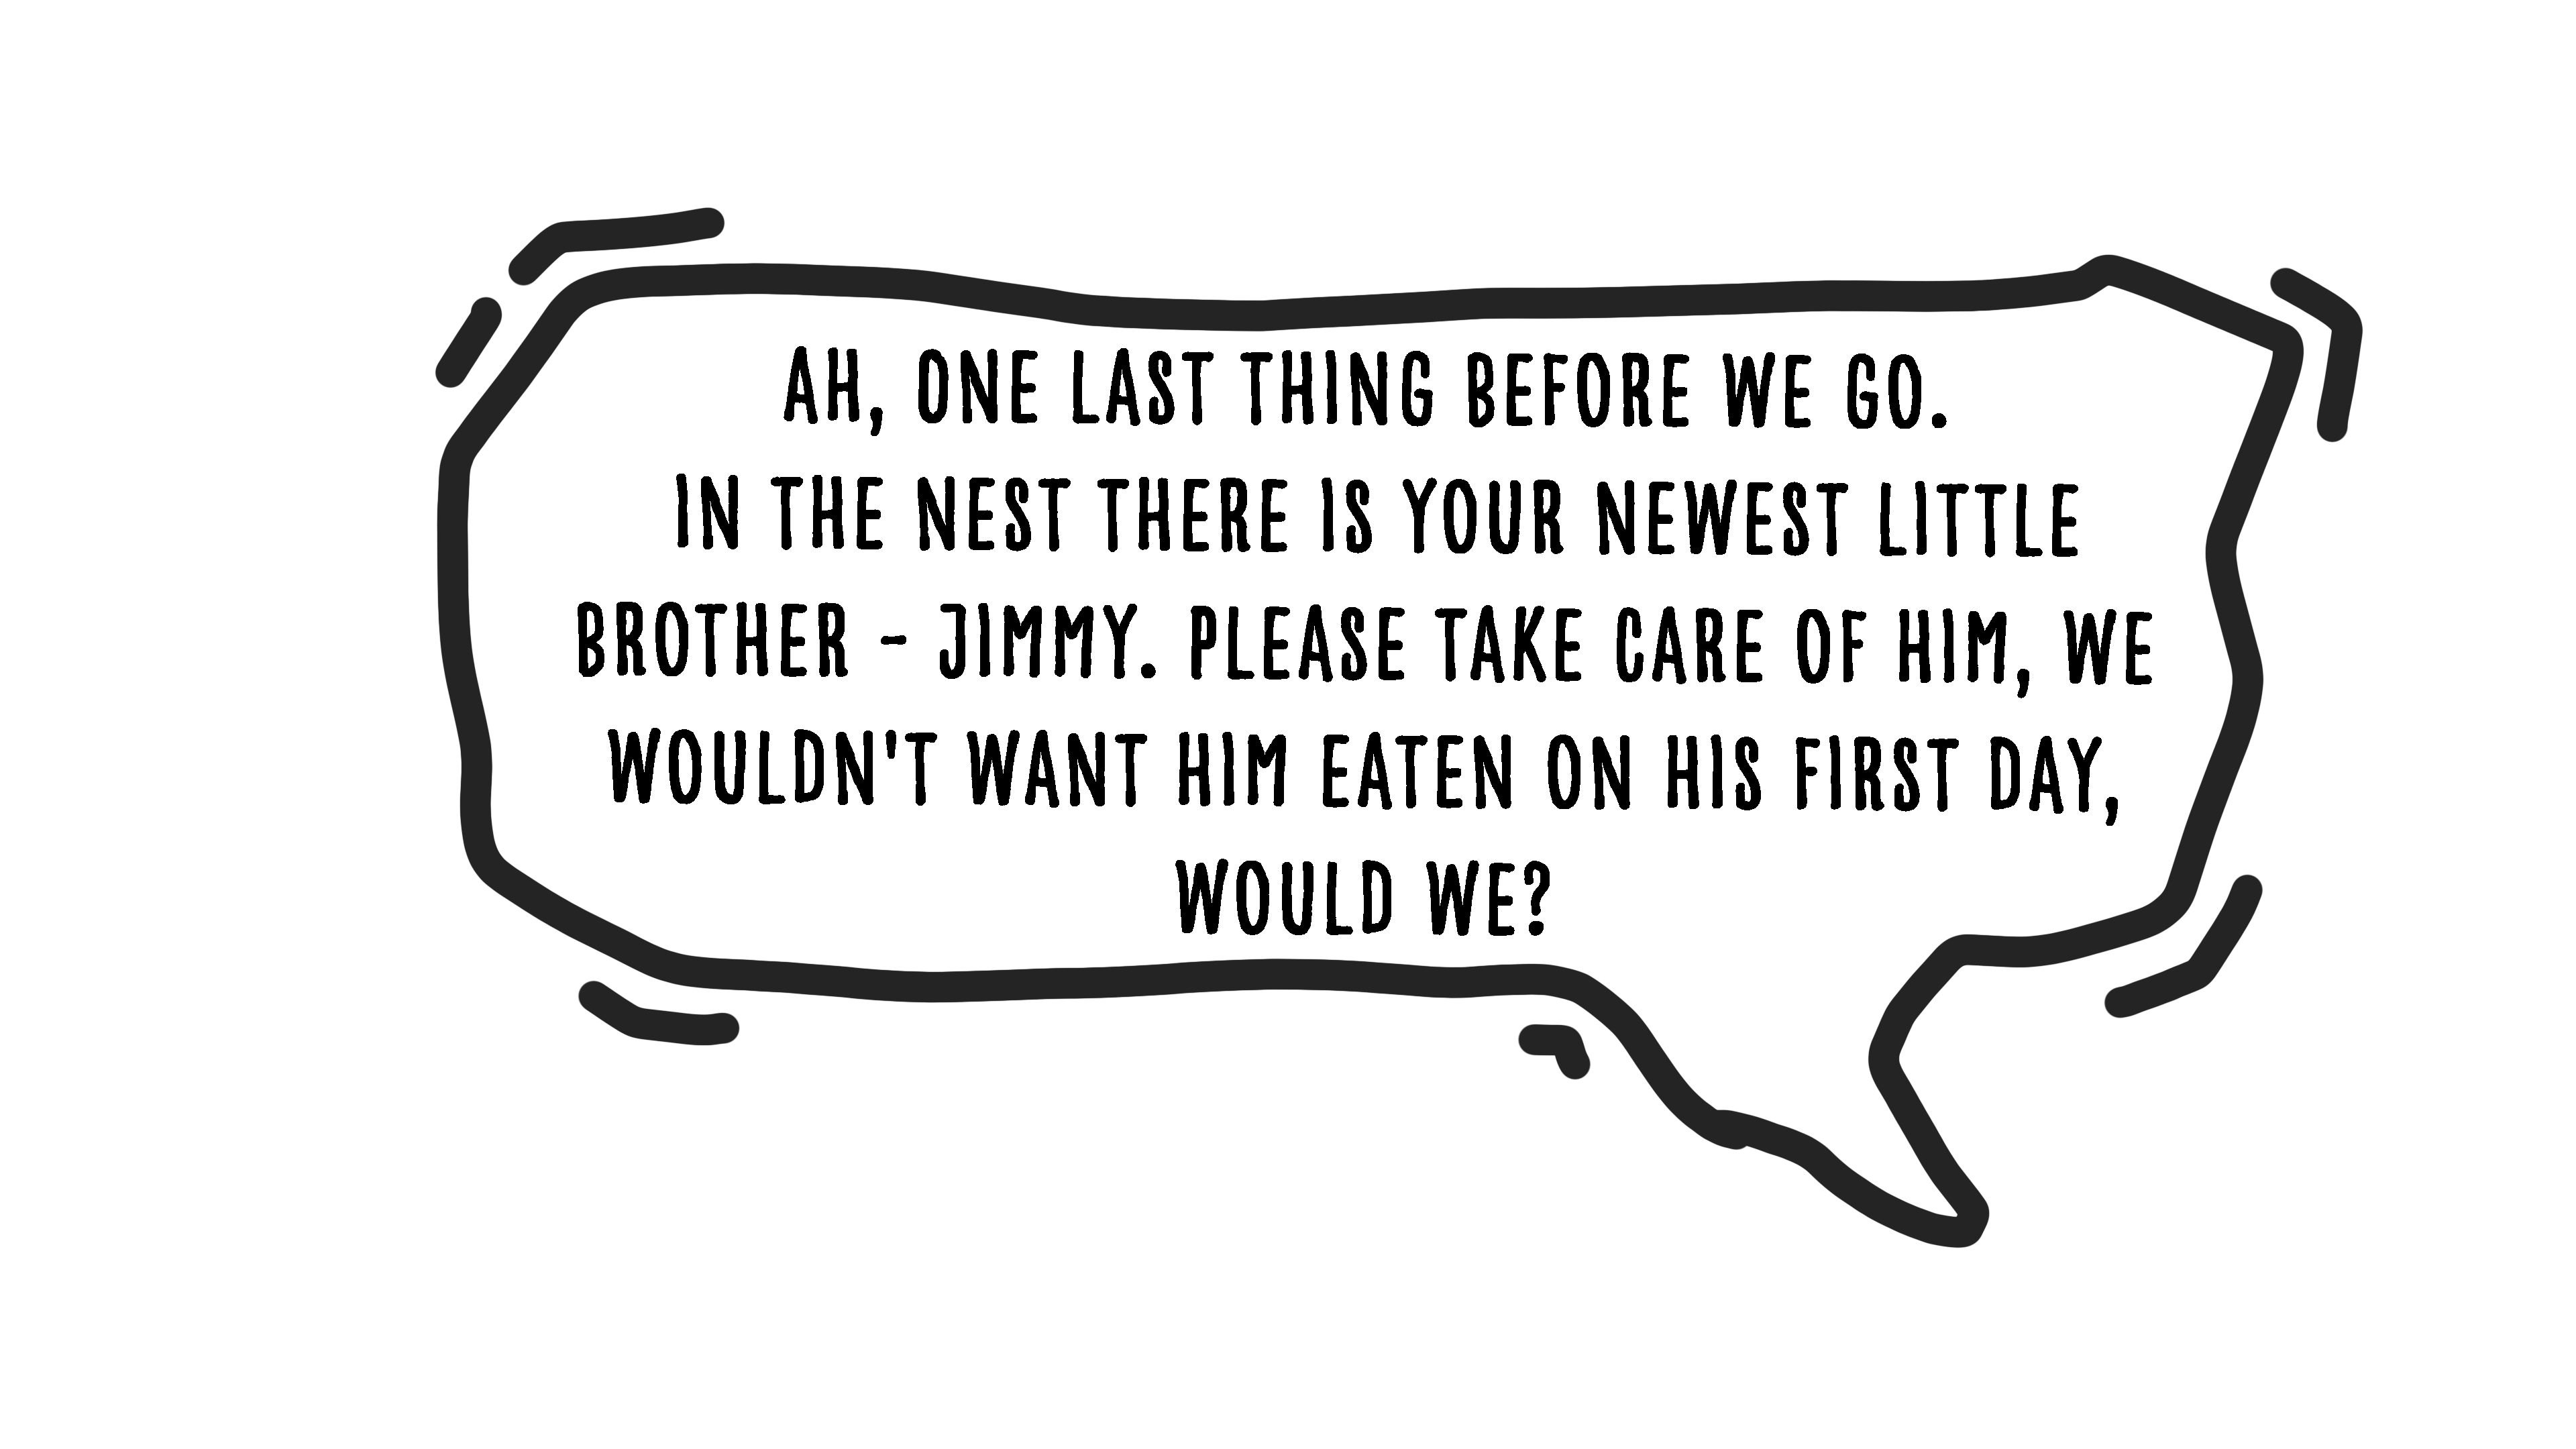 AH, ONE LAST THING BEFORE WE GO.
IN THE NEST THERE IS YOUR NEWEST LITTLE
BROTHER - JIMMY. PLEASE TAKE CARE OF HIM, WE
WOULDN'T WANT HIM EATEN ON HIS FIRST DAY,
WOULD WE?